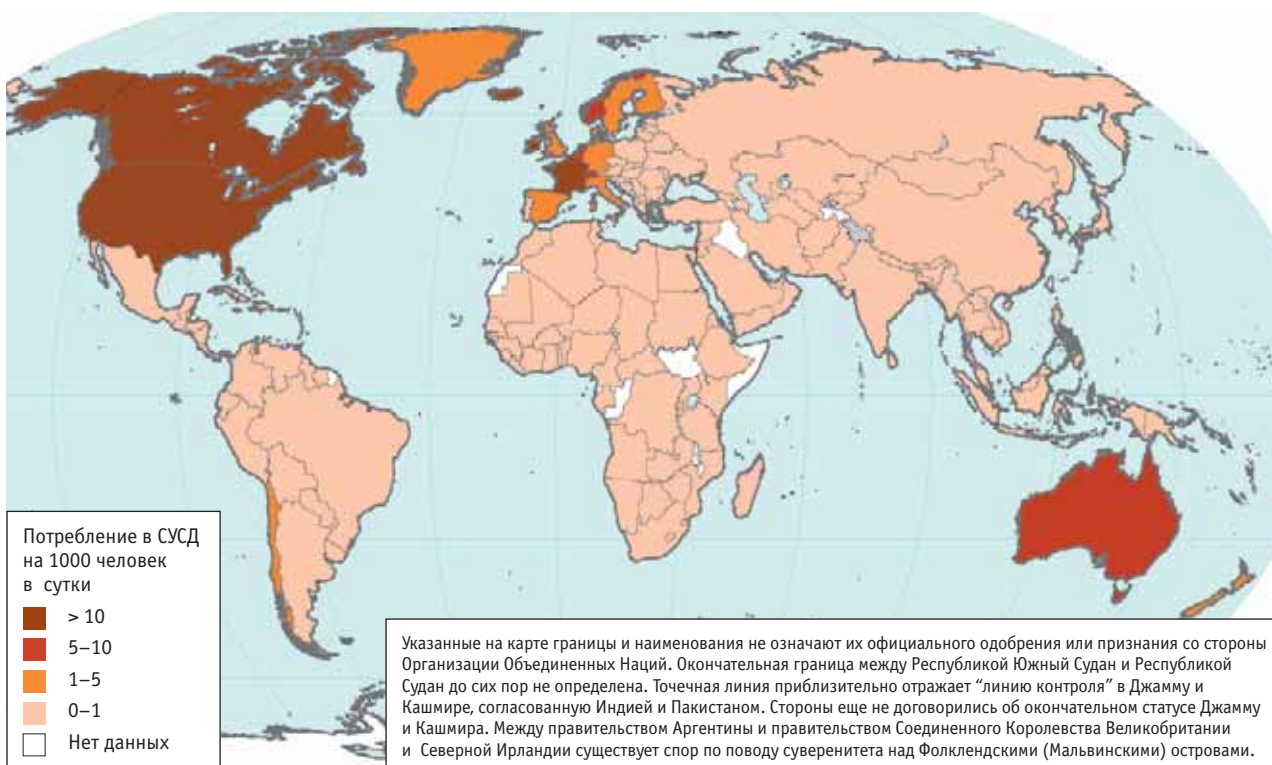 Потребление в СУСД
на 1000 человек
в сутки
> 10
5–10
1–5
0–1
Нет данных
Указанные на карте границы и наименования не означают их официального одобрения или признания со стороны
Организации Объединенных Наций. Окончательная граница между Республикой Южный Судан и Республикой
Судан до сих пор не определена. Точечная линия приблизительно отражает “линию контроля” в Джамму и
Кашмире, согласованную Индией и Пакистаном. Стороны еще не договорились об окончательном статусе Джамму
и Кашмира. Между правительством Аргентины и правительством Соединенного Королевства Великобритании
и Северной Ирландии существует спор по поводу суверенитета над Фолклендскими (Мальвинскими) островами.